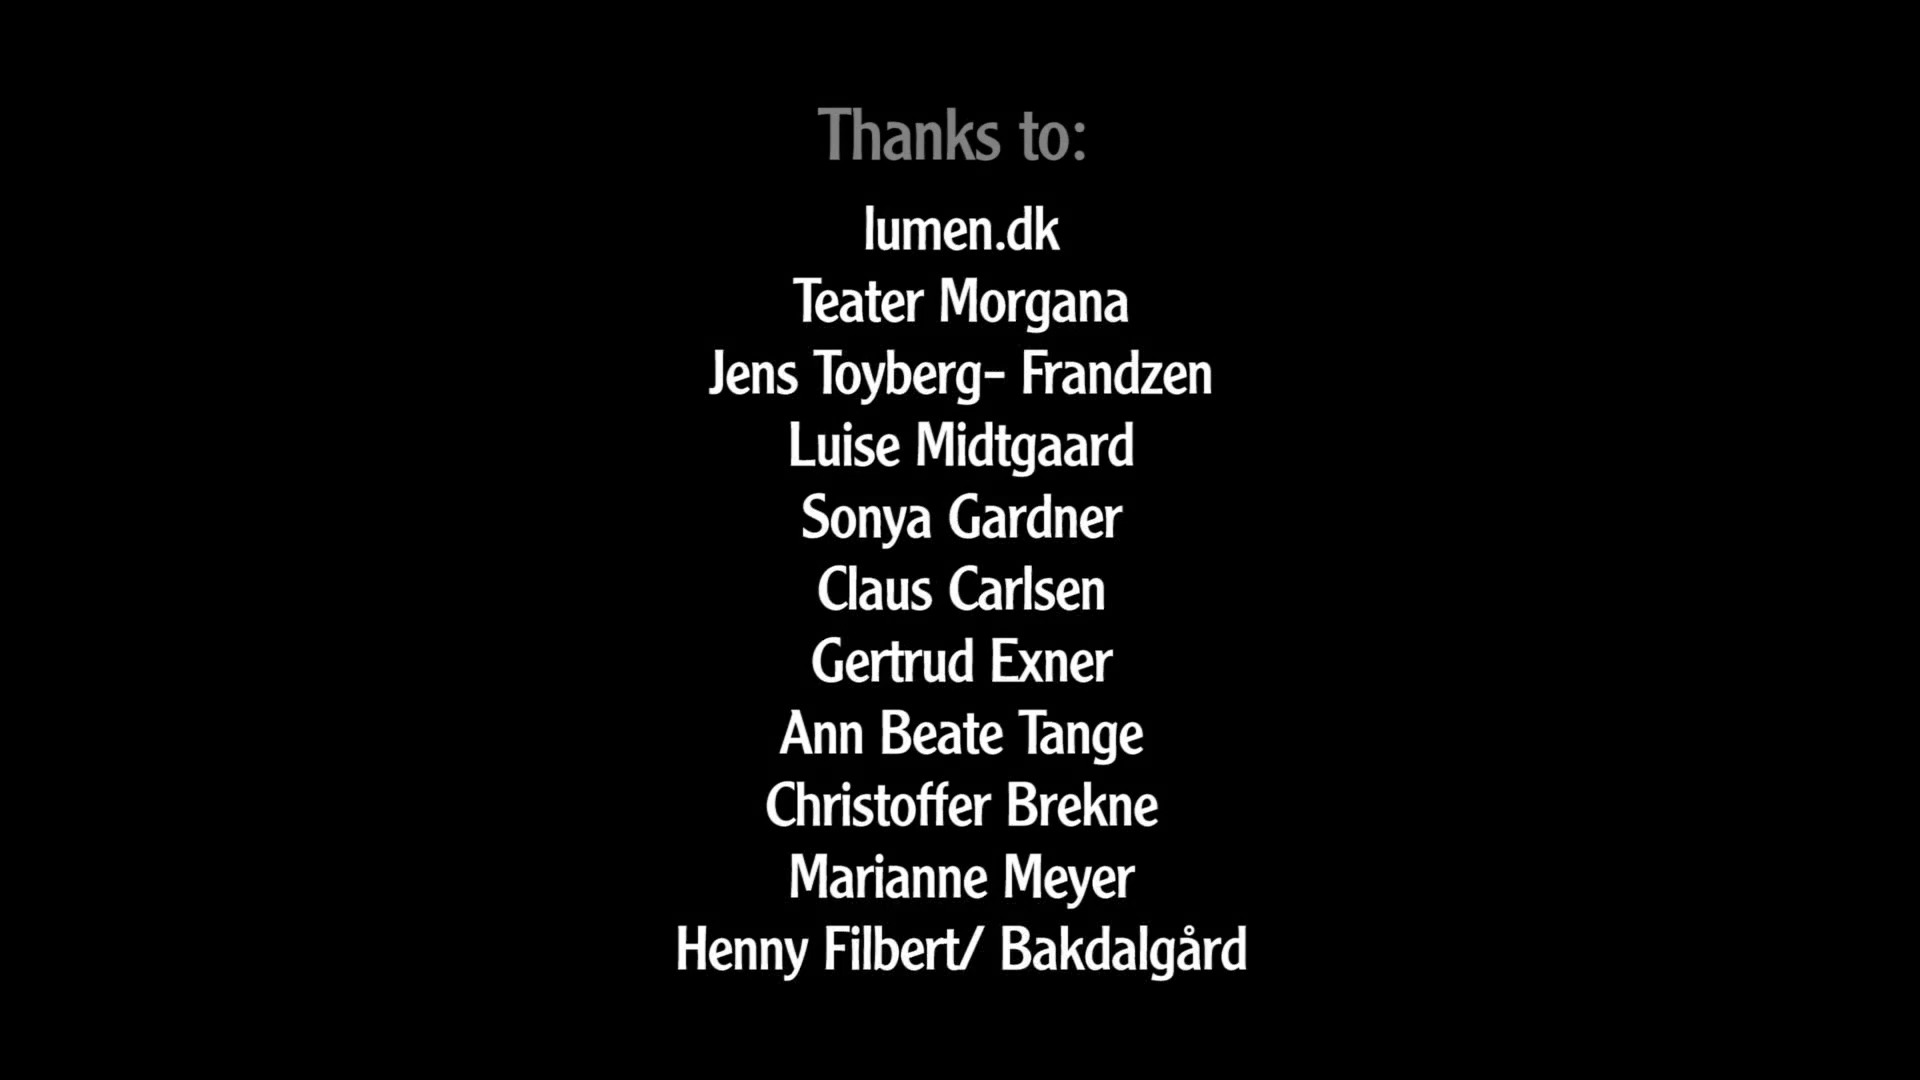 Thanks to:
lumen.dk
Teater Morgana
Jens Toyberg- Frandzen
Luise Midtgaard
Sonya Gardner
Claus Carlsen
Gertrud Exner
Ann Beate Tange
Christoffer Brekne
Marianne Meyer
Henny Filbert/ Bakdalgård